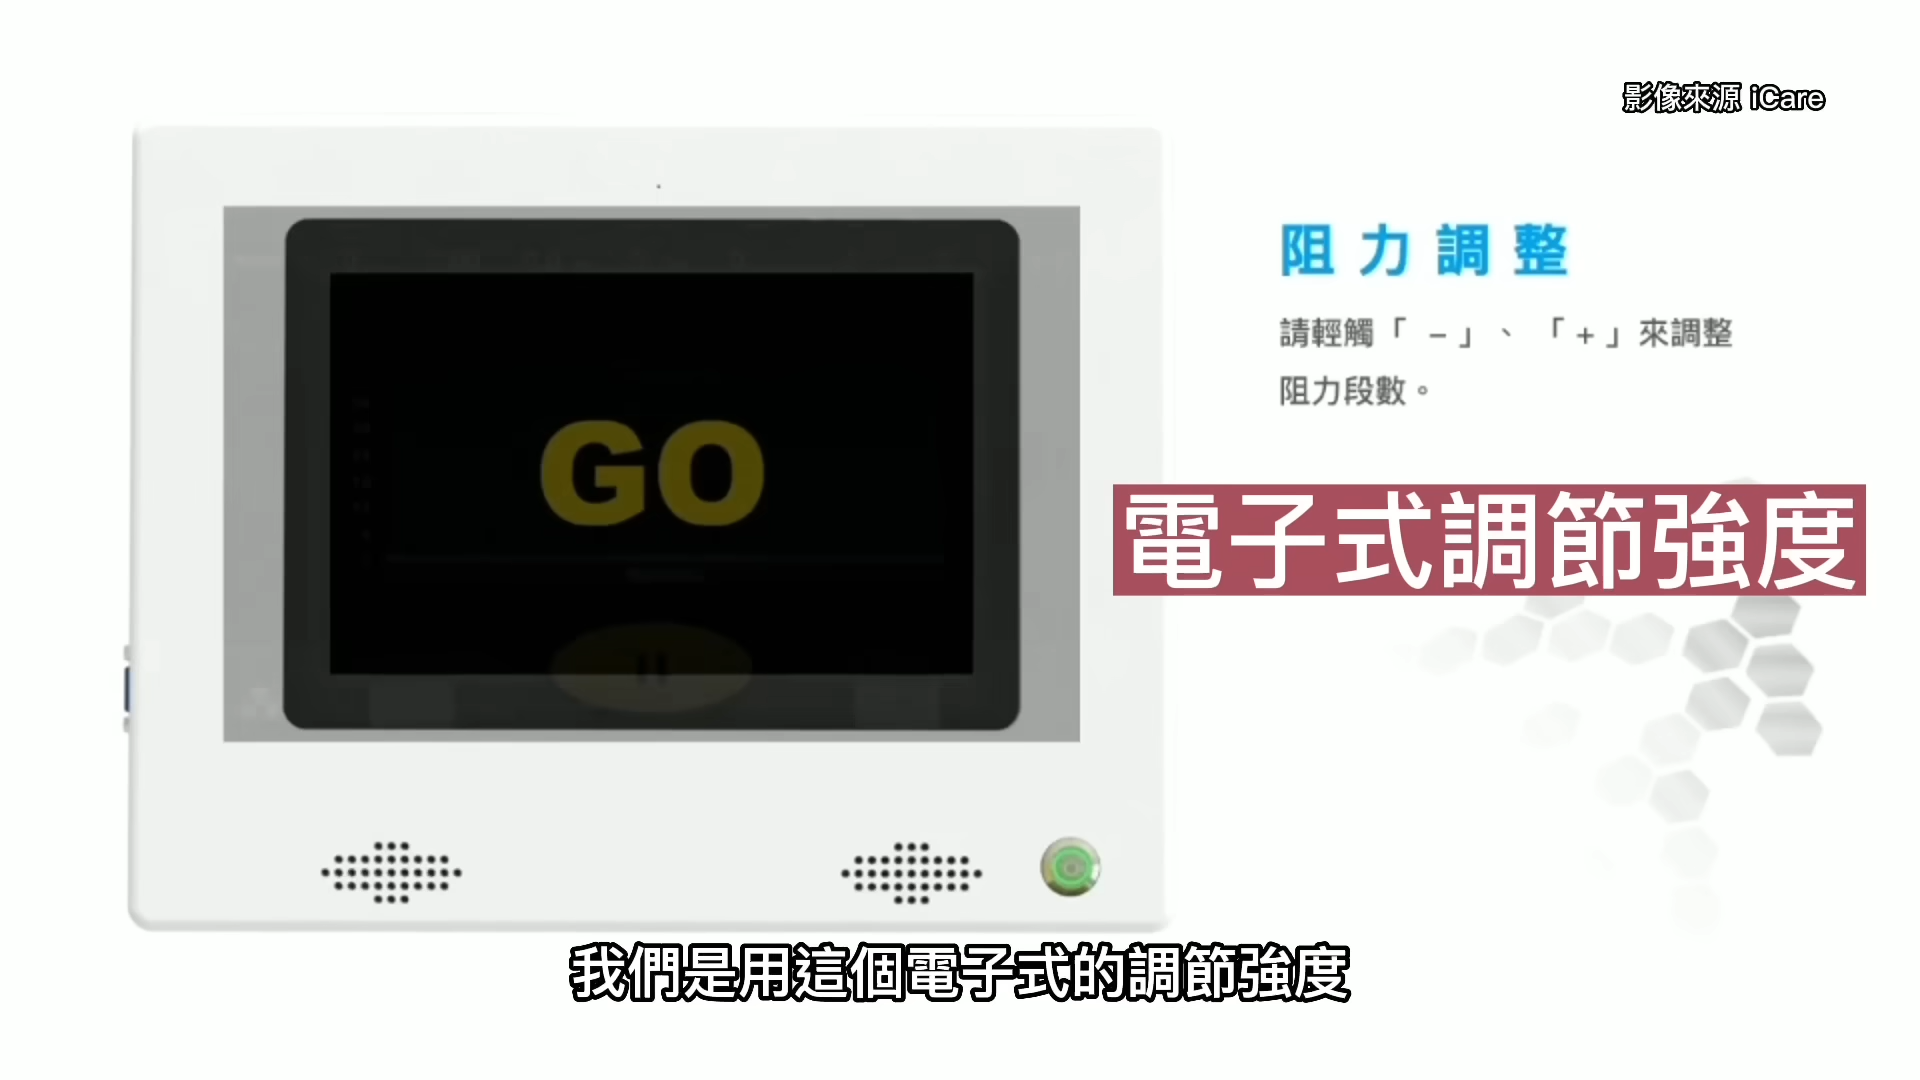 影像來源 iCare
阻力調整
請輕觸「 – 」、「 + 」來調整
阻力段數。
GO
電子式調節強度
我們是用這個電子式的調節強度